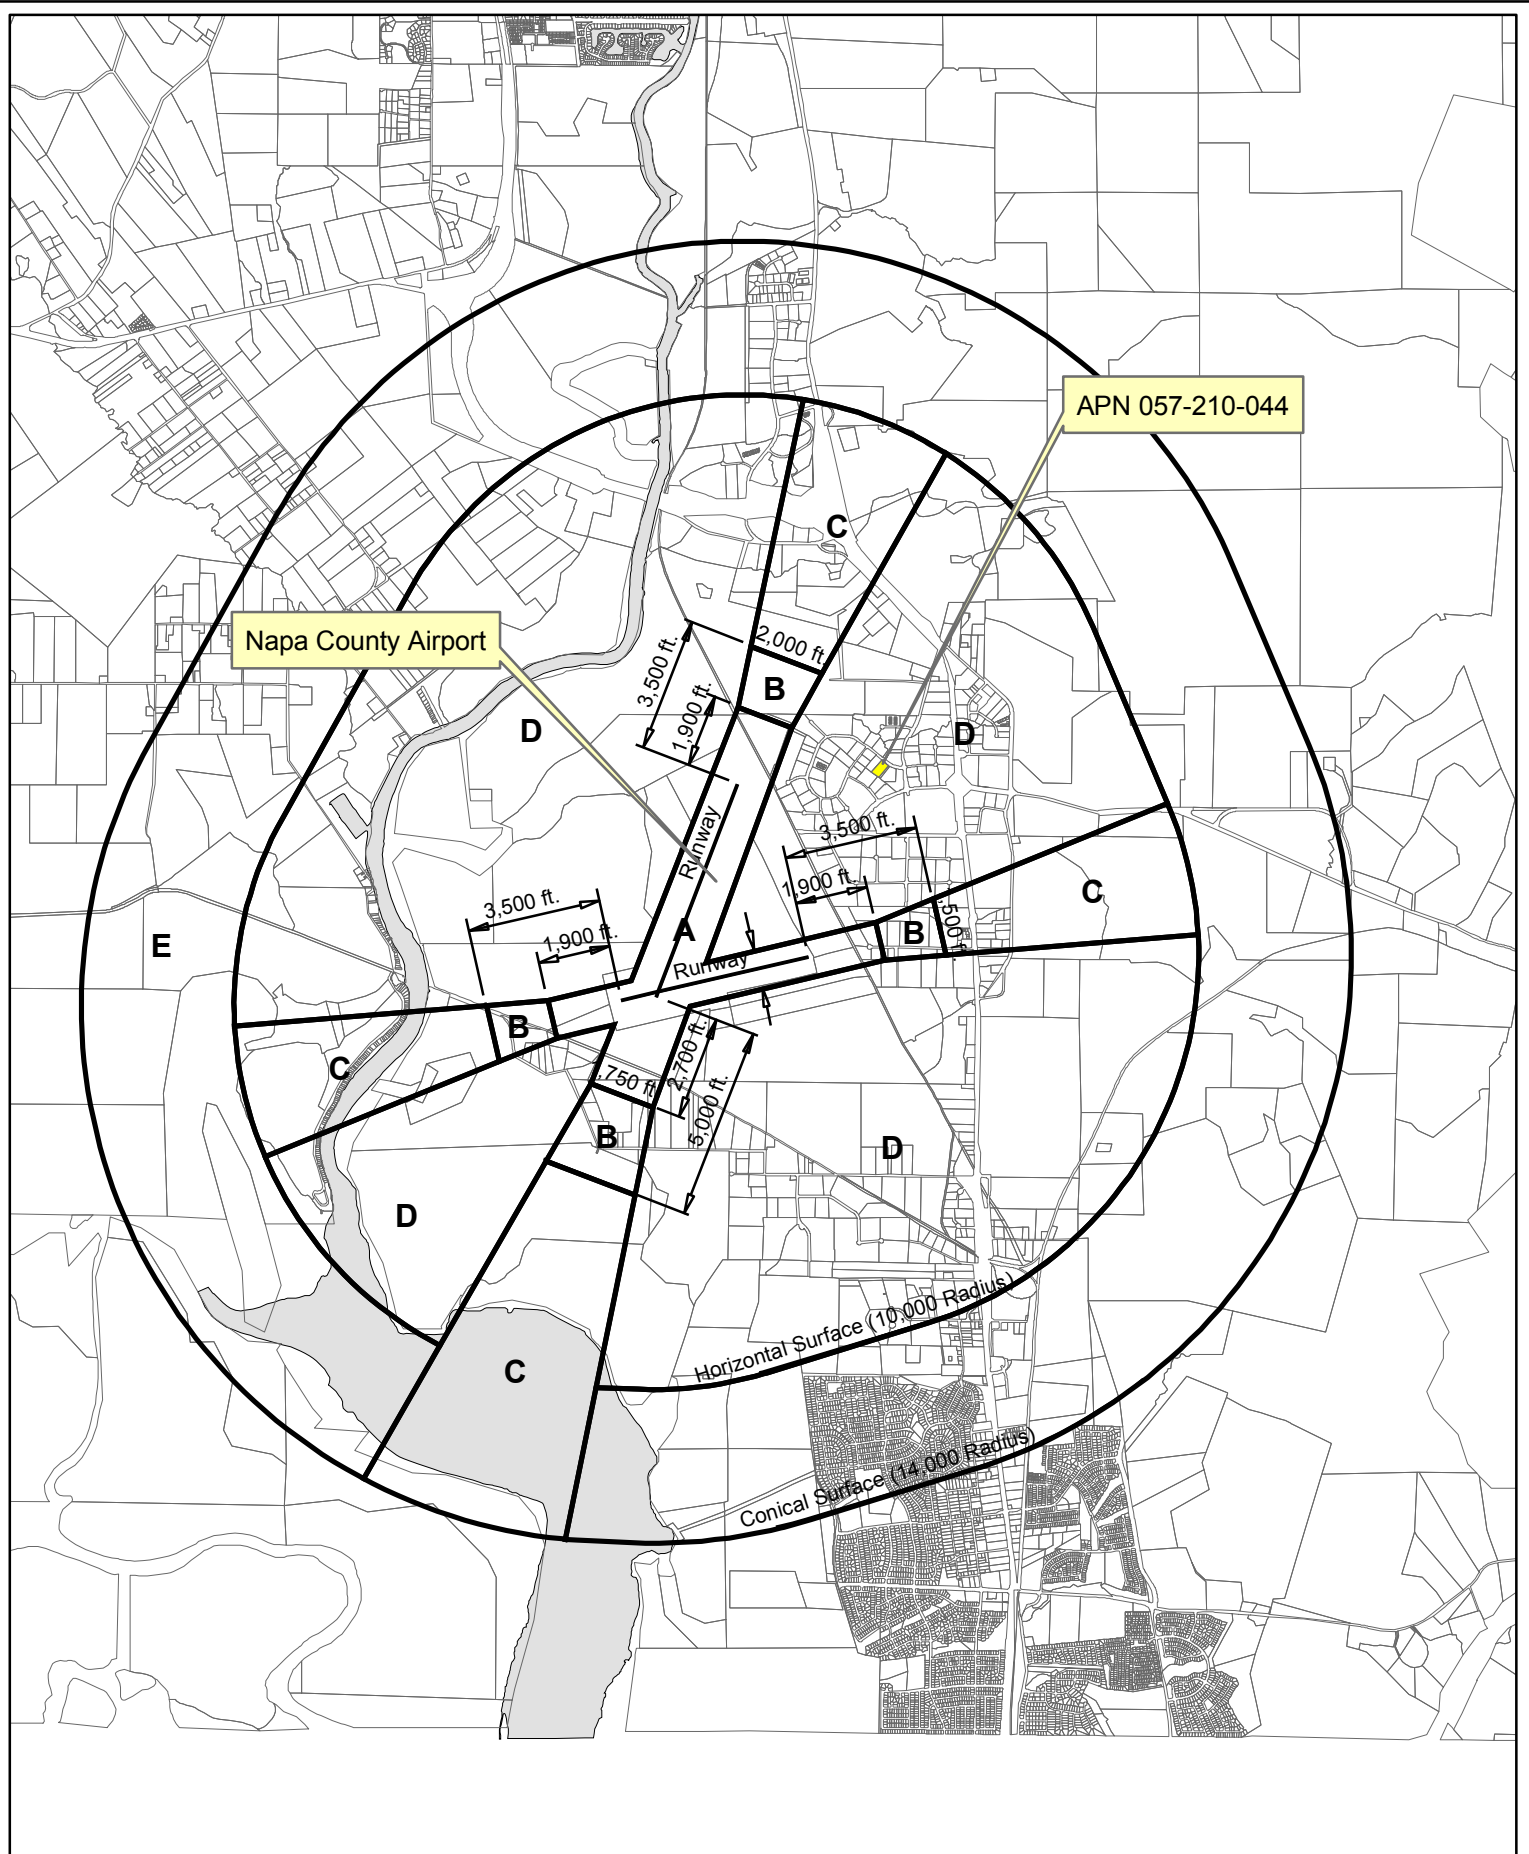 APN 057-210-044
C
Napa County Airport
2,000 ft.
3,500 ft.
B
1,900 ft.
D
D
Runway
3,500 ft.
1,900 ft.
C
3,500 ft.
1,900 ft.
A
B
500 ft.
E
Runway
B
C
2,700 ft.
,750 ft
5,000 ft.
B
D
D
Horizontal Surface (10,000 Radius)
C
Conical Surface (14,000 Radius)